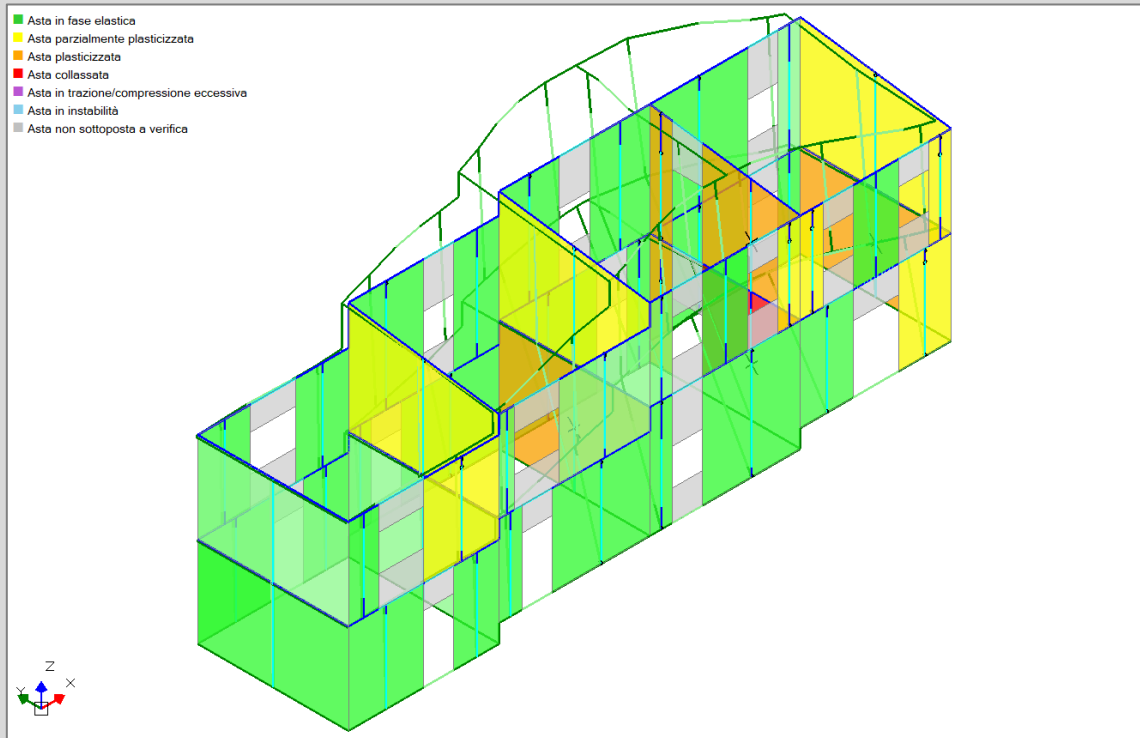 Asta in fase elastica
Asta parzialmente plasticizzata
Asta plasticizzata
Asta collassata
Asta in trazione/compressione eccessiva
Asta in instabilità
Asta non sottoposta a verifica
Z
Y
X